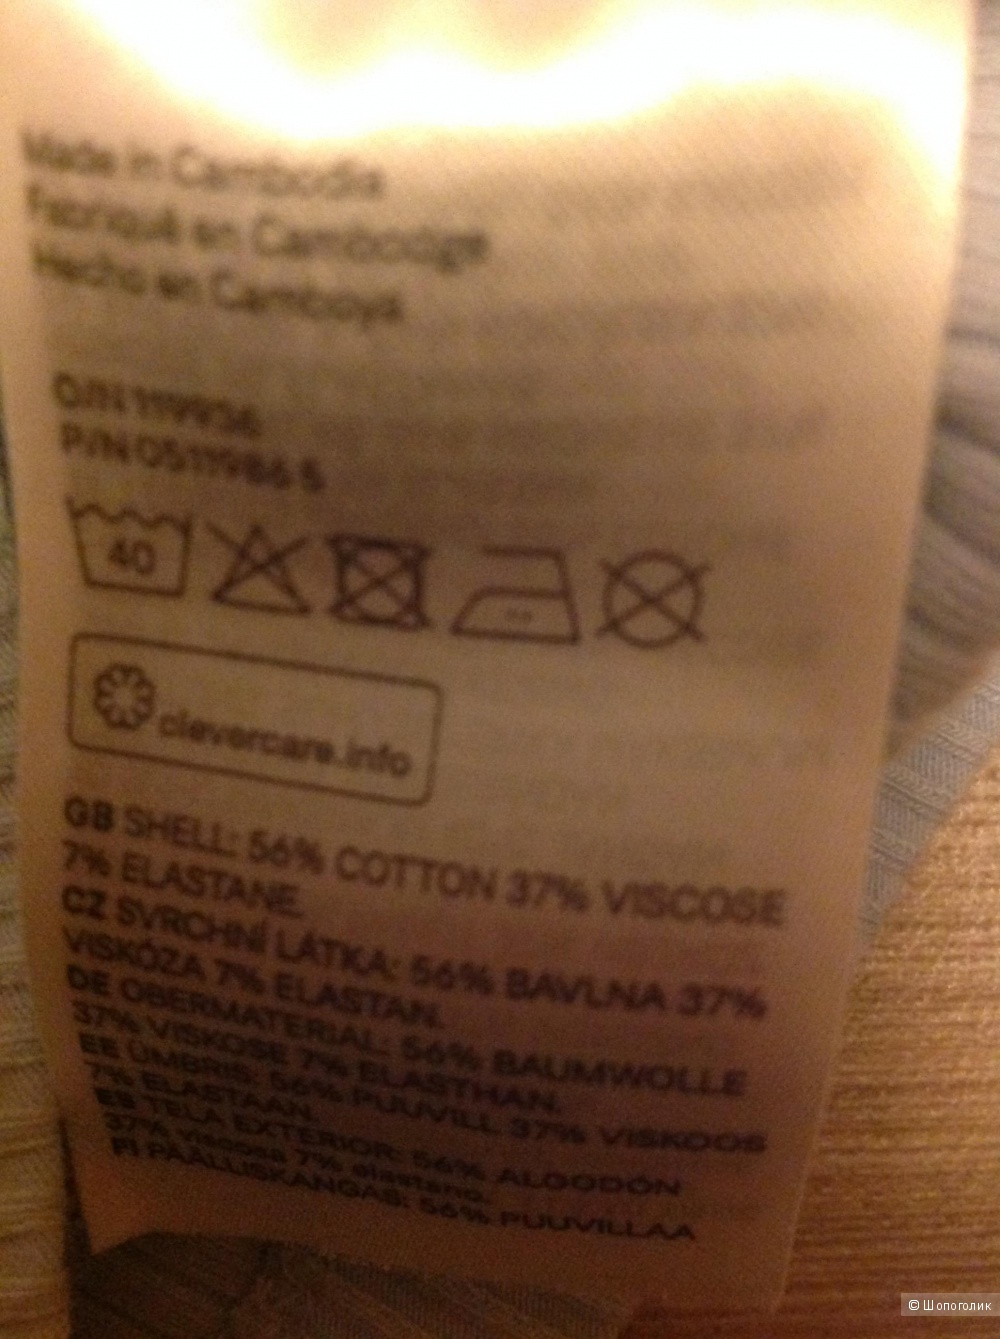 Made in Cambodia
Fabriqué en Cambodge
Hecho en Camboya
O/N 119936
P/N 0511986 5
40
clevercare.info
GB SHELL: 56% COTTON 37% VISCOSE
7% ELASTANE.
CZ SVRCHNÍ LÁTKA: 56% BAVLNA 37%
VISKÓZA 7% ELASTAN.
DE OBERMATERIAL: 56% BAUMWOLLE
37% VISKOSE 7% ELASTHAN.
EE ÜMBRIS: 56% PUUVILL 37% VISKOOS
7% ELASTAAN.
ES TELA EXTERIOR: 56% ALGODÓN
37% viscosa 7% elastano.
FI PÄÄLLISKANGAS: 56% PUUVILLAA
© Шопоголик